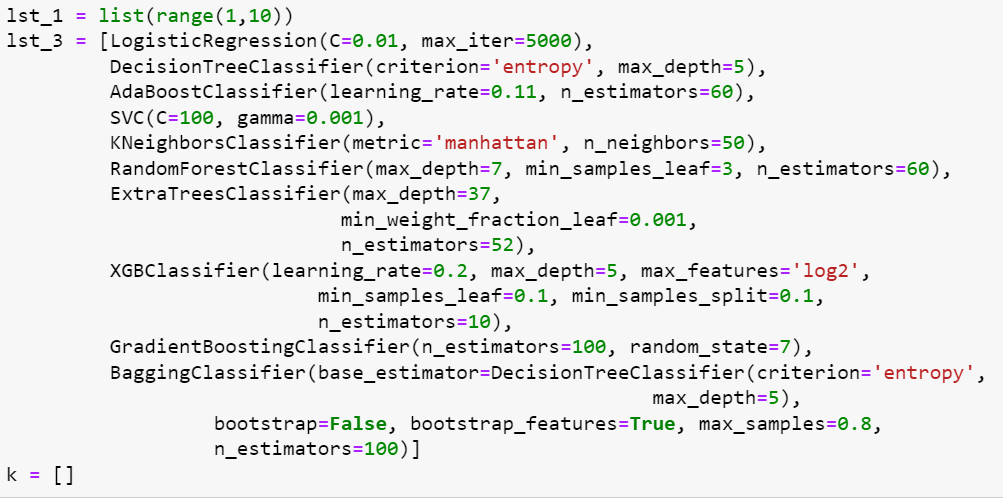 lst_1 = list(range(1,10))
lst_3 = [LogisticRegression(C=0.01, max_iter=5000),
         DecisionTreeClassifier(criterion='entropy', max_depth=5),
         AdaBoostClassifier(learning_rate=0.11, n_estimators=60),
         SVC(C=100, gamma=0.001),
         KNeighborsClassifier(metric='manhattan', n_neighbors=50),
         RandomForestClassifier(max_depth=7, min_samples_leaf=3, n_estimators=60),
         ExtraTreesClassifier(max_depth=37,
                             min_weight_fraction_leaf=0.001,
                             n_estimators=52),
         XGBClassifier(learning_rate=0.2, max_depth=5, max_features='log2',
                           min_samples_leaf=0.1, min_samples_split=0.1,
                           n_estimators=10),
         GradientBoostingClassifier(n_estimators=100, random_state=7),
         BaggingClassifier(base_estimator=DecisionTreeClassifier(criterion='entropy',
                                                        max_depth=5),
                  bootstrap=False, bootstrap_features=True, max_samples=0.8,
                  n_estimators=100)]
k = []